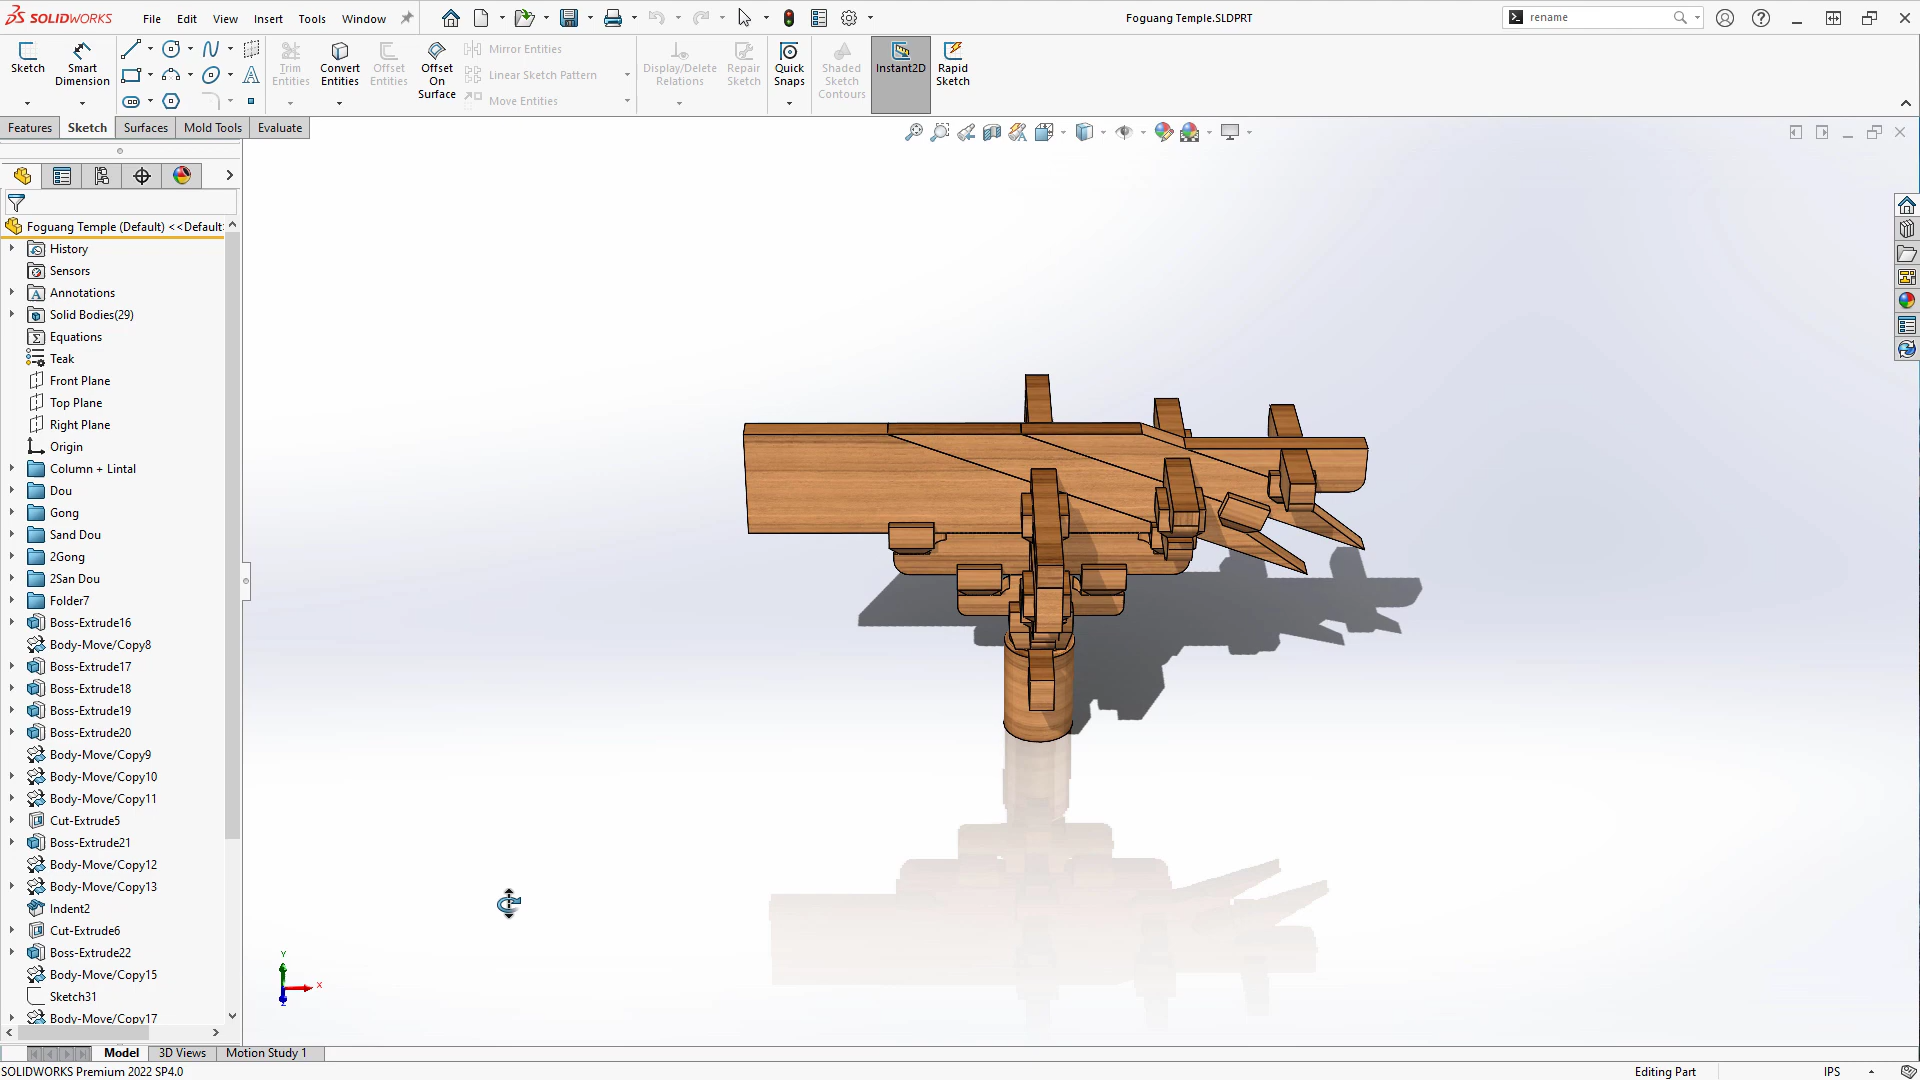 SOLIDWORKS File Edit View Insert Tools Window Foguang Temple.SLDPRT rename
Sketch Smart Dimension Trim Entities Convert Entities Offset Entities Offset On Surface Mirror Entities Linear Sketch Pattern Move Entities Display/Delete Relations Repair Sketch Quick Snaps Shaded Sketch Contours Instant2D Rapid Sketch
Features Sketch Surfaces Mold Tools Evaluate
Foguang Temple (Default) <<Default
History
Sensors
Annotations
Solid Bodies(29)
Equations
Teak
Front Plane
Top Plane
Right Plane
Origin
Column + Lintal
Dou
Gong
Sand Dou
2Gong
2San Dou
Folder7
Boss-Extrude16
Body-Move/Copy8
Boss-Extrude17
Boss-Extrude18
Boss-Extrude19
Boss-Extrude20
Body-Move/Copy9
Body-Move/Copy10
Body-Move/Copy11
Cut-Extrude5
Boss-Extrude21
Body-Move/Copy12
Body-Move/Copy13
Indent2
Cut-Extrude6
Boss-Extrude22
Body-Move/Copy15
Sketch31
Body-Move/Copy17
Y
X
Z
Model 3D Views Motion Study 1
SOLIDWORKS Premium 2022 SP4.0 Editing Part IPS